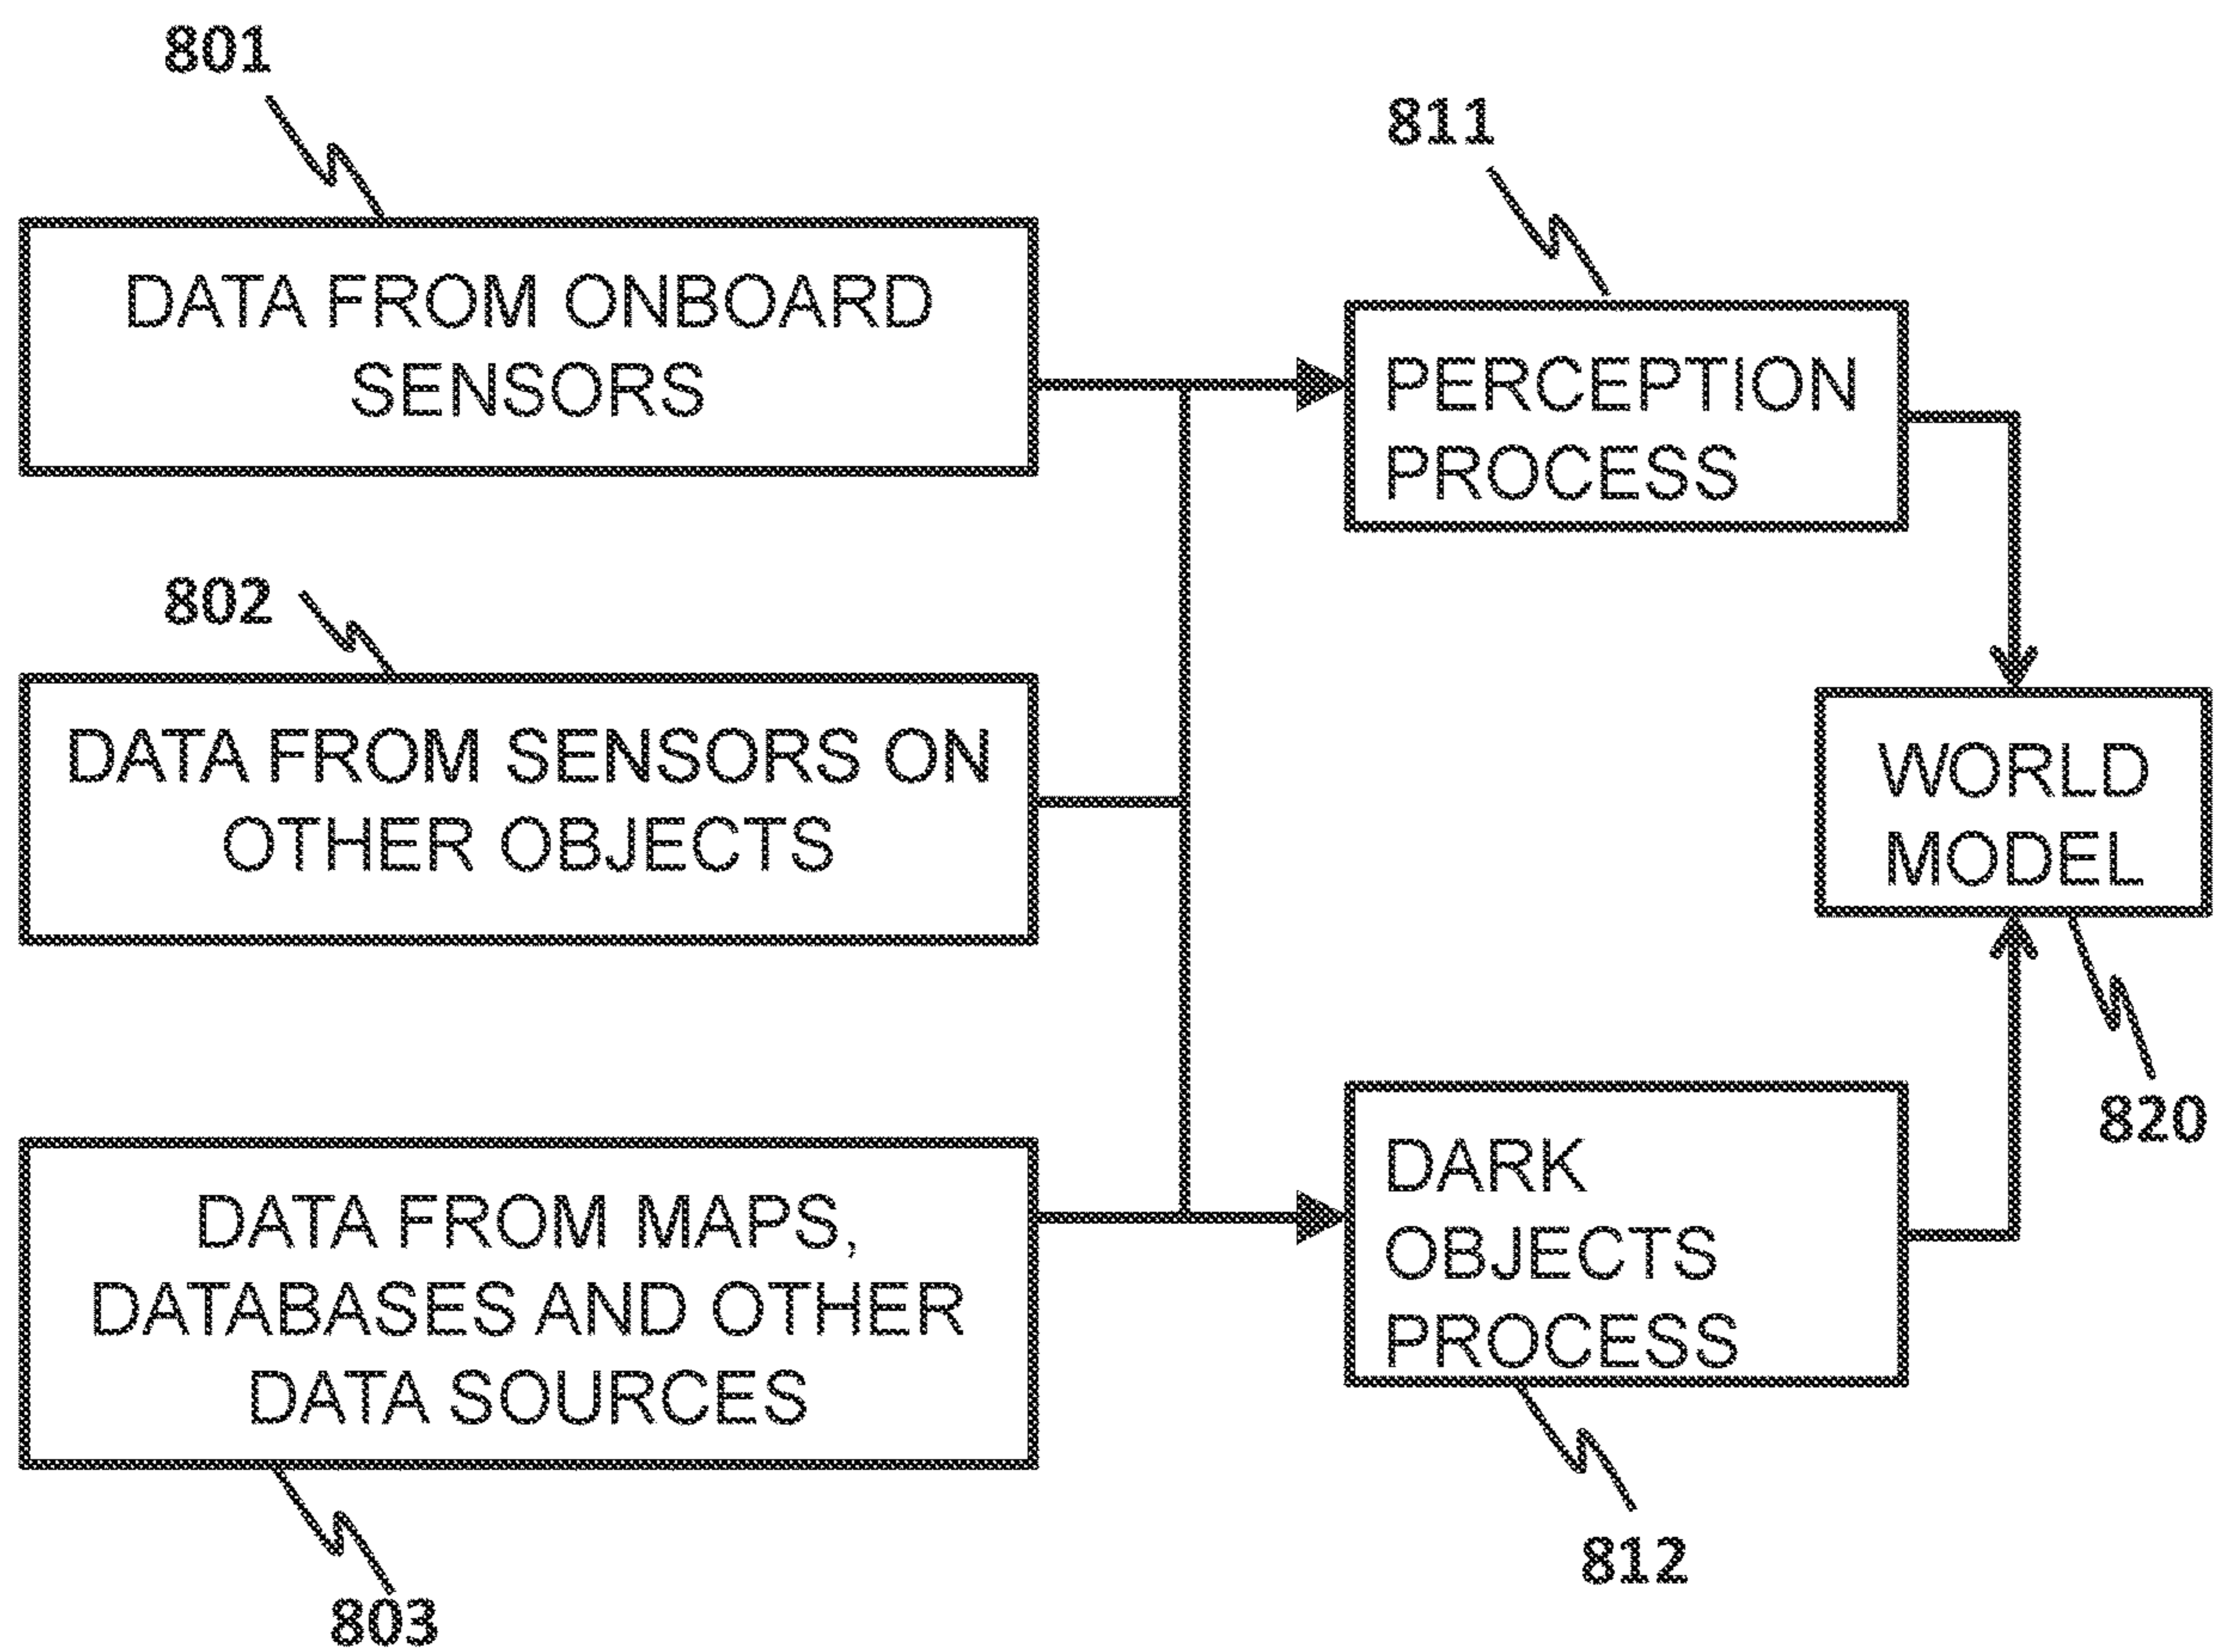 801
DATA FROM ONBOARD
SENSORS
802
DATA FROM SENSORS ON
OTHER OBJECTS
DATA FROM MAPS,
DATABASES AND OTHER
DATA SOURCES
803
811
PERCEPTION
PROCESS
DARK
OBJECTS
PROCESS
812
WORLD
MODEL
820